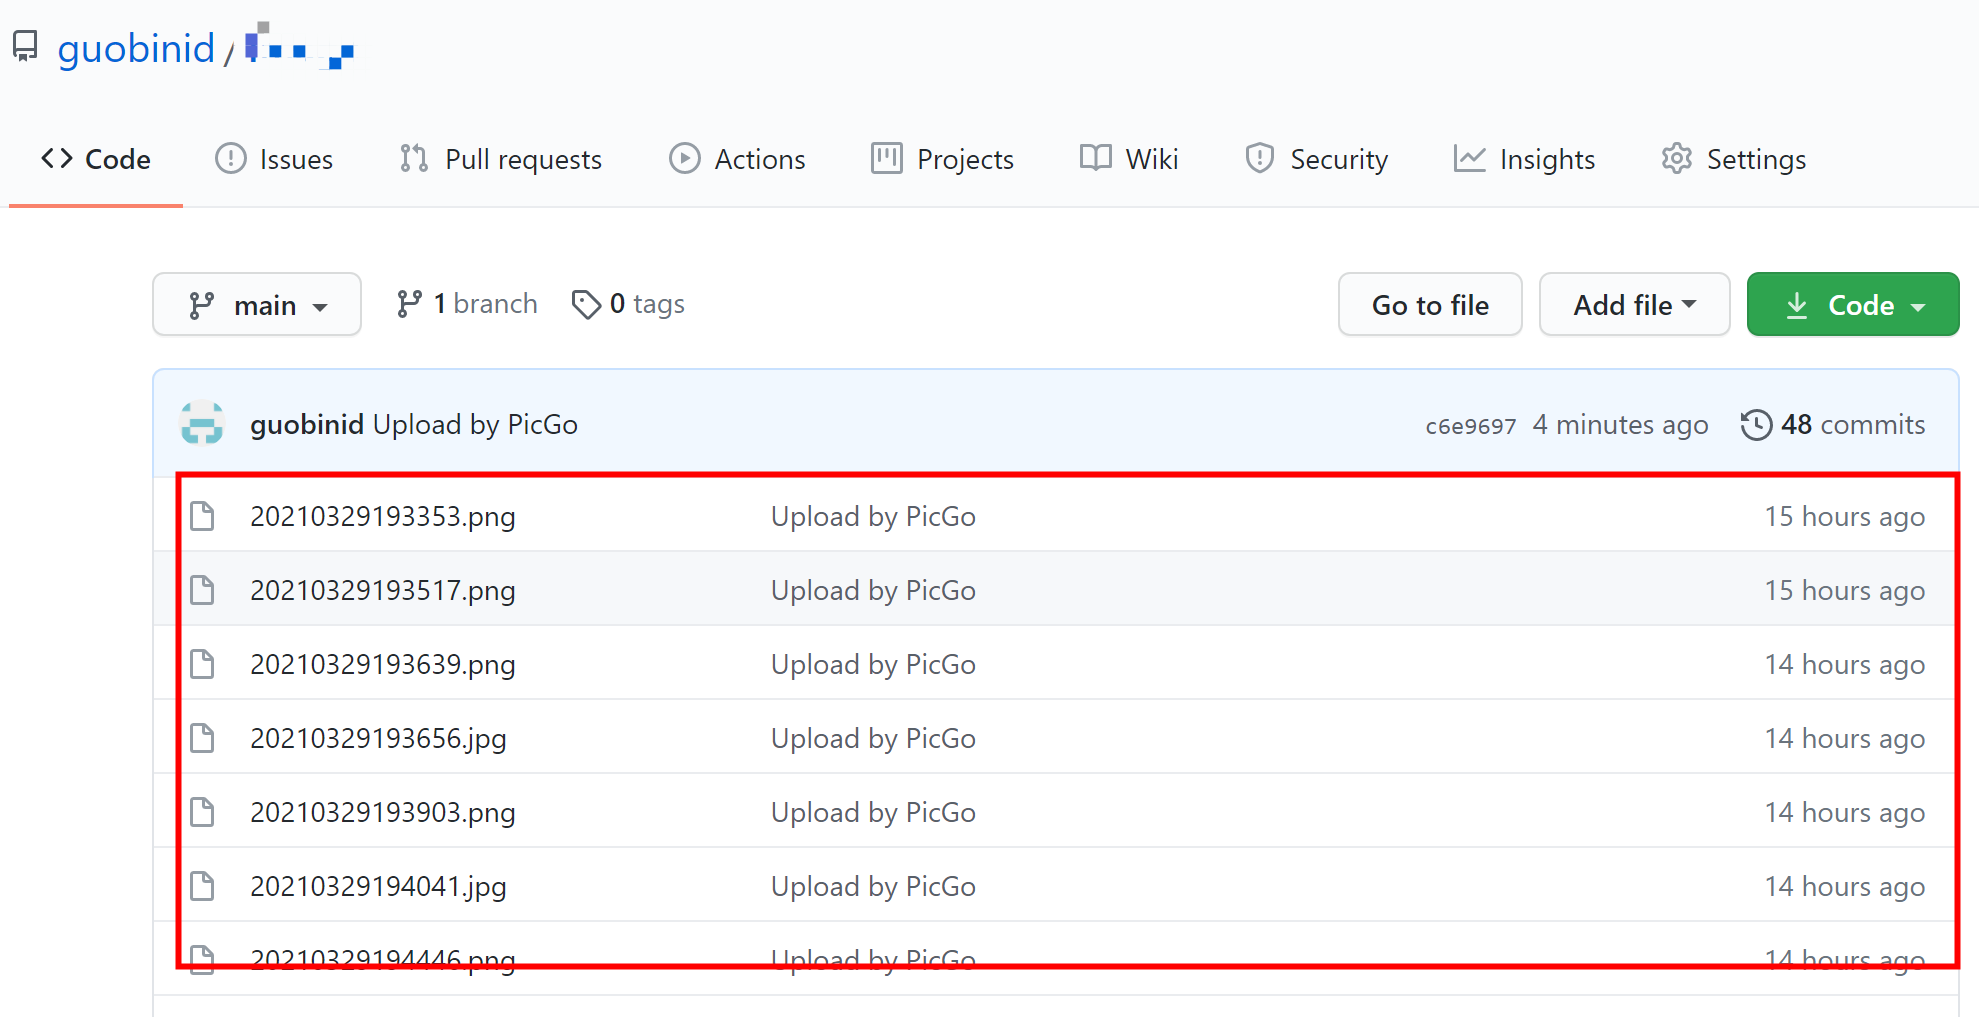 guobinid /
Code Issues Pull requests Actions Projects Wiki Security Insights Settings
main 1 branch 0 tags Go to file Add file Code
guobinid Upload by PicGo c6e9697 4 minutes ago 48 commits
20210329193353.png Upload by PicGo 15 hours ago
20210329193517.png Upload by PicGo 15 hours ago
20210329193639.png Upload by PicGo 14 hours ago
20210329193656.jpg Upload by PicGo 14 hours ago
20210329193903.png Upload by PicGo 14 hours ago
20210329194041.jpg Upload by PicGo 14 hours ago
20210329194446.png Upload by PicGo 14 hours ago